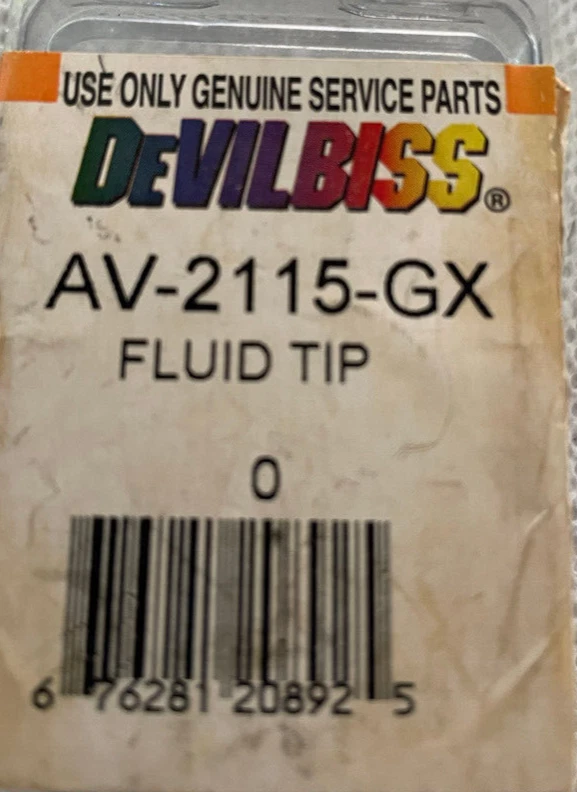 USE ONLY GENUINE SERVICE PARTS
DEVILBISS®
AV-2115-GX
FLUID TIP
0
6 76281 20892 5